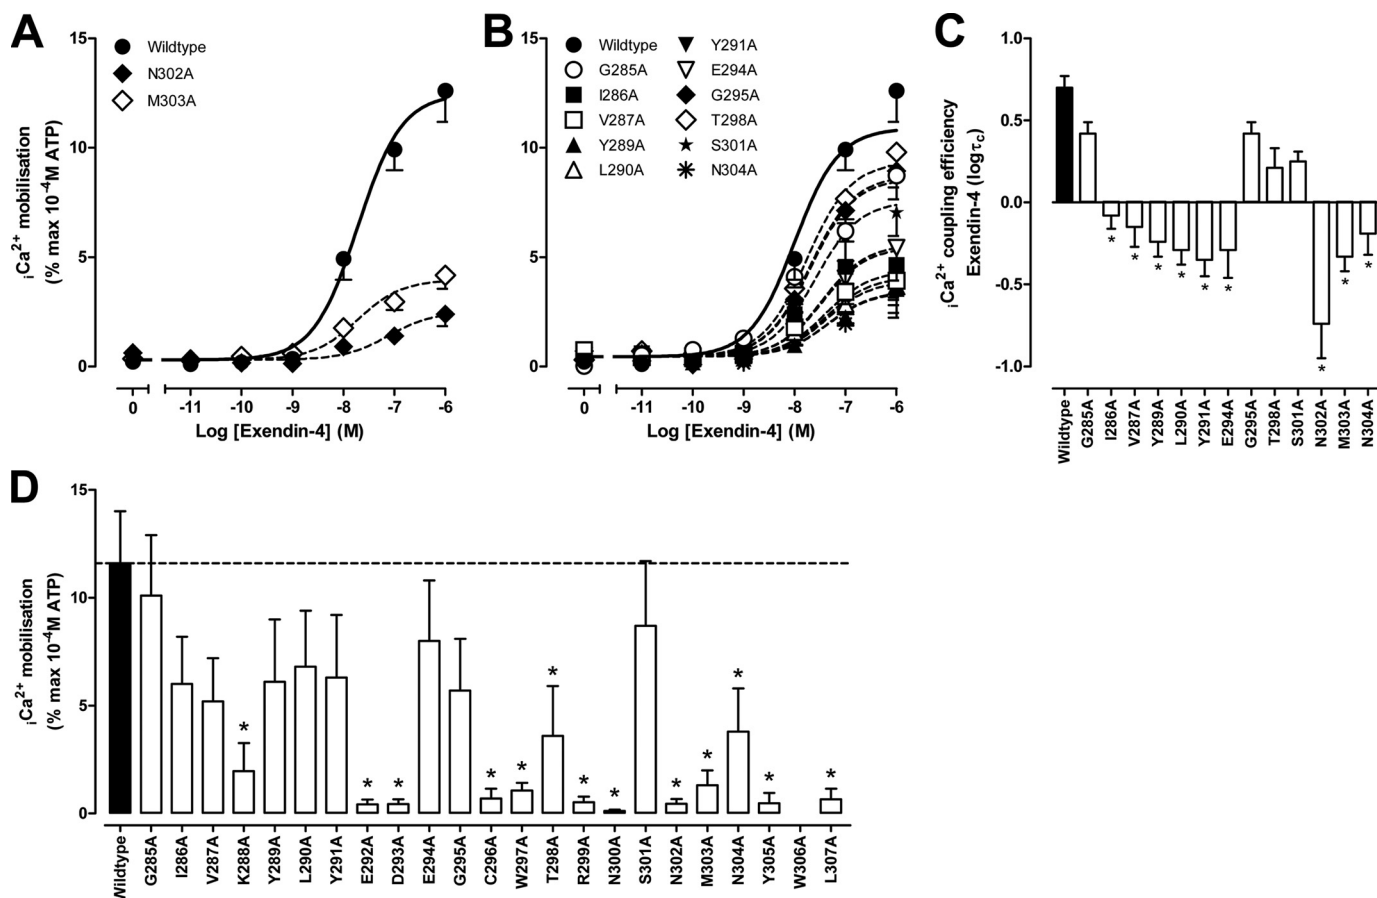 A
15
10
5
0
iCa2+ mobilisation
(% max 10-4M ATP)
Wildtype
N302A
M303A
0
-11
-10
-9
-8
-7
-6
Log [Exendin-4] (M)
B
15
10
5
0
Wildtype
G285A
I286A
V287A
Y289A
L290A
Y291A
E294A
G295A
T298A
S301A
N304A
0
-11
-10
-9
-8
-7
-6
Log [Exendin-4] (M)
C
1.0
0.5
0.0
-0.5
-1.0
iCa2+ coupling efficiency
Exendin-4 (logτc)
* * * * * * * * *
Wildtype
G285A
I286A
V287A
Y289A
L290A
Y291A
E294A
G295A
T298A
S301A
N302A
M303A
N304A
D
15
10
5
0
iCa2+ mobilisation
(% max 10-4M ATP)
* * * * * * * * * * * * *
Wildtype
G285A
I286A
V287A
K288A
Y289A
L290A
Y291A
E292A
D293A
E294A
G295A
C296A
W297A
T298A
R299A
N300A
S301A
N302A
M303A
N304A
Y305A
W306A
L307A